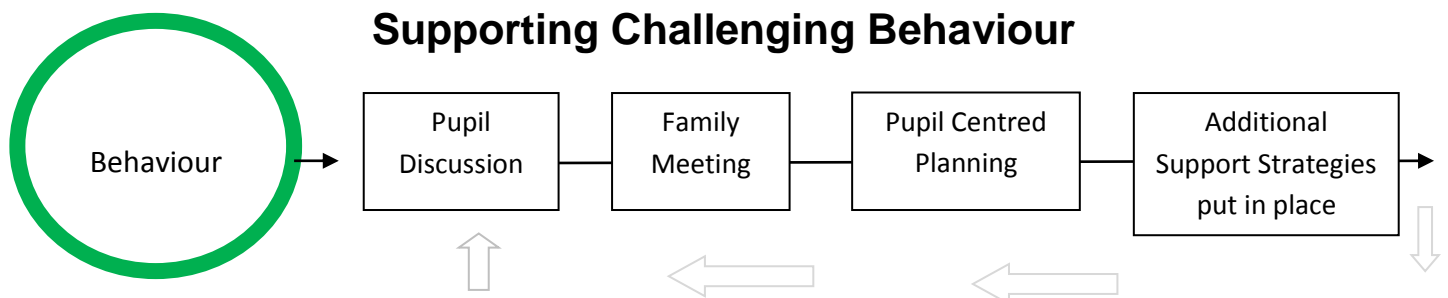 Supporting Challenging Behaviour
Behaviour
Pupil
Discussion
Family
Meeting
Pupil Centred
Planning
Additional
Support Strategies
put in place